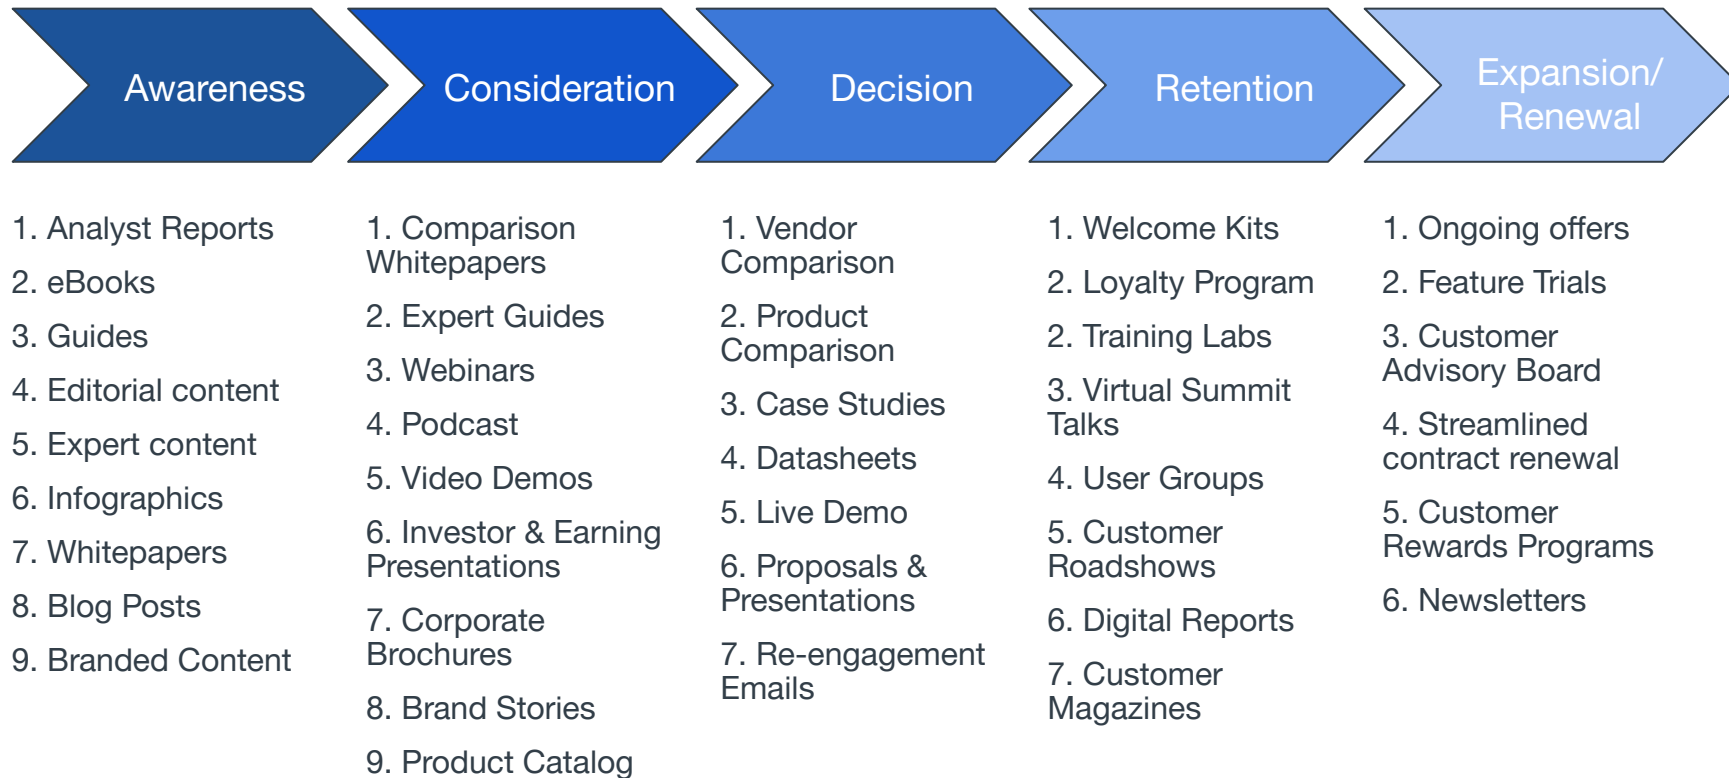 Awareness
Consideration
Decision
Retention
Expansion/
Renewal
1. Analyst Reports
2. eBooks
3. Guides
4. Editorial content
5. Expert content
6. Infographics
7. Whitepapers
8. Blog Posts
9. Branded Content
1. Comparison
Whitepapers
2. Expert Guides
3. Webinars
4. Podcast
5. Video Demos
6. Investor & Earning
Presentations
7. Corporate
Brochures
8. Brand Stories
9. Product Catalog
1. Vendor
Comparison
2. Product
Comparison
3. Case Studies
4. Datasheets
5. Live Demo
6. Proposals &
Presentations
7. Re-engagement
Emails
1. Welcome Kits
2. Loyalty Program
2. Training Labs
3. Virtual Summit
Talks
4. User Groups
5. Customer
Roadshows
6. Digital Reports
7. Customer
Magazines
1. Ongoing offers
2. Feature Trials
3. Customer
Advisory Board
4. Streamlined
contract renewal
5. Customer
Rewards Programs
6. Newsletters